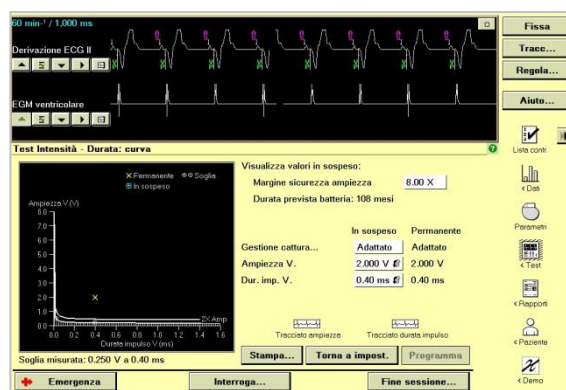 60 min⁻¹ / 1,000 ms
Derivazione ECG II
EGM ventricolare
Fissa
Tracc...
Regola...
Aiuto...
Test Intensità - Durata: curva
Lista contr.
< Dati
Parametri
< Test
< Rapporti
< Paziente
< Demo
Permanente
Soglia
In sospeso
Ampiezza V.(V)
8.0
7.0
6.0
5.0
4.0
3.0
2.0
1.0
0.0
2X Amp
0.0 0.2 0.4 0.6 0.8 1.0 1.2 1.4 1.6
Durata impulso V.(ms)
Soglia misurata: 0.250 V a 0.40 ms
Visualizza valori in sospeso:
Margine sicurezza ampiezza 8.00 X
Durata prevista batteria: 108 mesi
In sospeso Permanente
Gestione cattura... Adattato Adattato
Ampiezza V. 2.000 V 2.000 V
Dur. imp. V. 0.40 ms 0.40 ms
Tracciato ampiezza Tracciato durata impulso
Stampa... Torna a impost. Programma
Emergenza Interroga... Fine sessione...